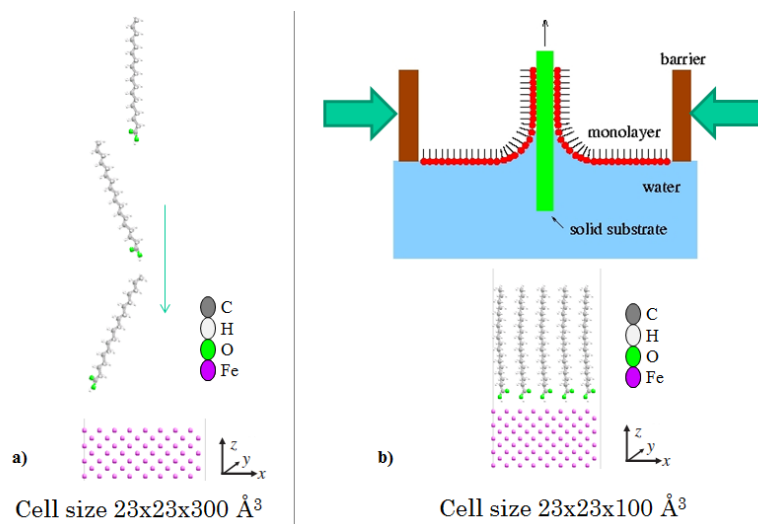 C
H
O
Fe
z
y
x
a)
Cell size 23x23x300 Å³
barrier
monolayer
water
solid substrate
C
H
O
Fe
z
y
x
b)
Cell size 23x23x100 Å³